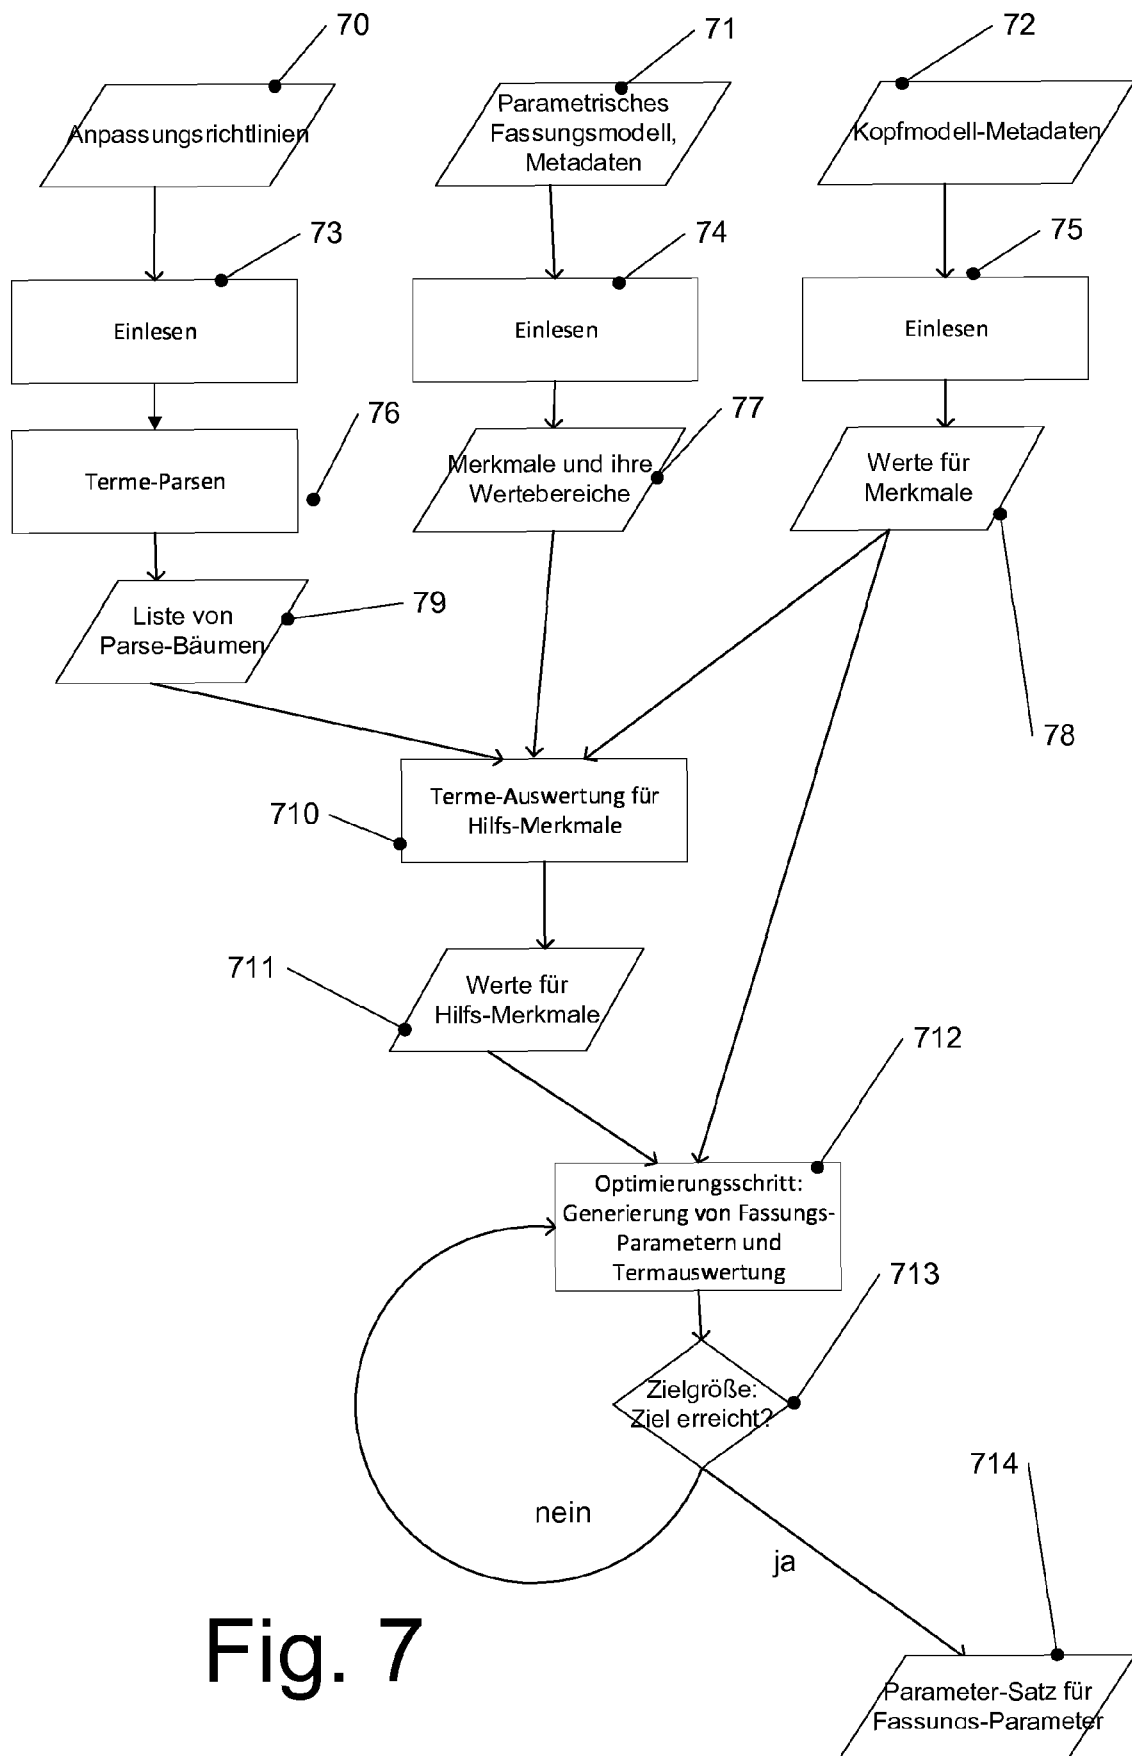 70
71
72
Anpassungsrichtlinien
Parametrisches
Fassungsmodell,
Metadaten
Kopfmodell-Metadaten
73
74
75
Einlesen
Einlesen
Einlesen
76
77
Terme-Parsen
Merkmale und ihre
Wertebereiche
Werte für
Merkmale
79
Liste von
Parse-Bäumen
78
710
Terme-Auswertung für
Hilfs-Merkmale
711
Werte für
Hilfs-Merkmale
712
Optimierungsschritt:
Generierung von Fassungs-
Parametern und
Termauswertung
713
Zielgröße:
Ziel erreicht?
714
nein
ja
Fig. 7
Parameter-Satz für
Fassungs-Parameter